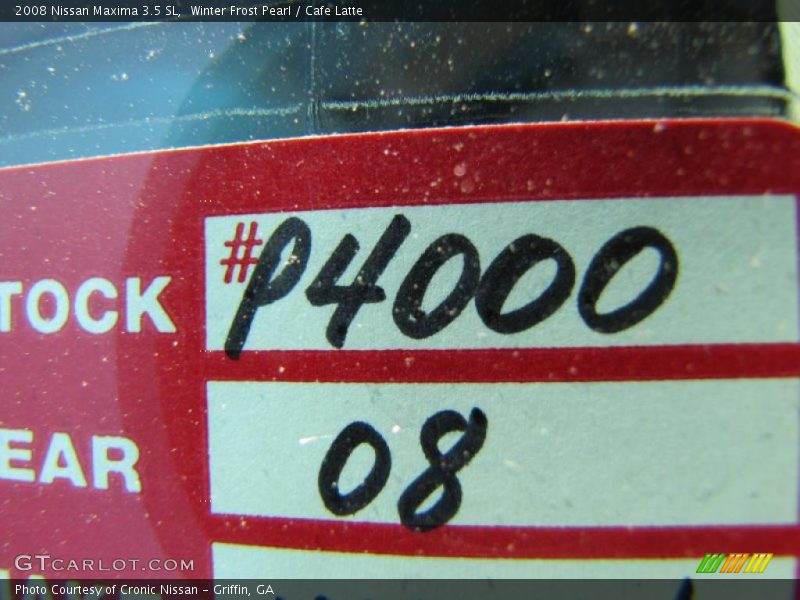 2008 Nissan Maxima 3.5 SL, Winter Frost Pearl / Cafe Latte
TOCK #P4000
EAR 08
GTCARLOT.COM
Photo Courtesy of Cronic Nissan - Griffin, GA